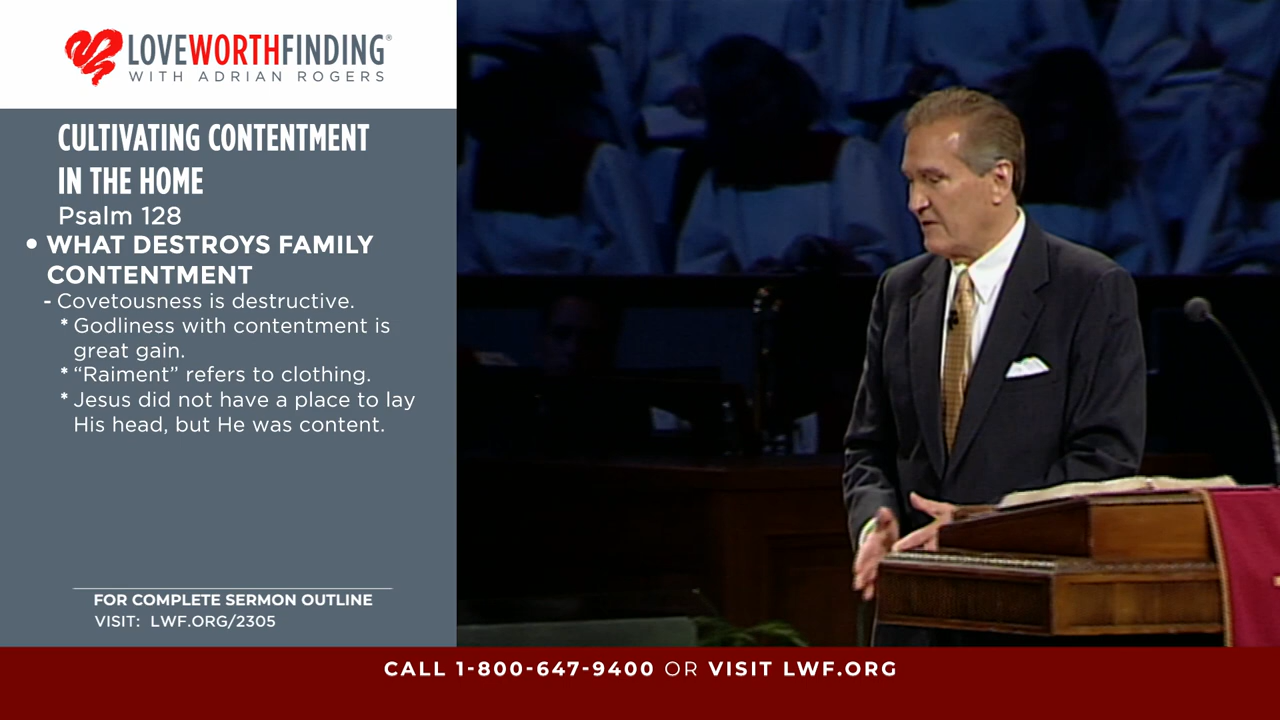 LOVEWORTHFINDING®
WITH ADRIAN ROGERS
CULTIVATING CONTENTMENT
IN THE HOME
Psalm 128
• WHAT DESTROYS FAMILY
CONTENTMENT
- Covetousness is destructive.
* Godliness with contentment is
great gain.
* “Raiment” refers to clothing.
* Jesus did not have a place to lay
His head, but He was content.
FOR COMPLETE SERMON OUTLINE
VISIT: LWF.ORG/2305
CALL 1-800-647-9400 OR VISIT LWF.ORG